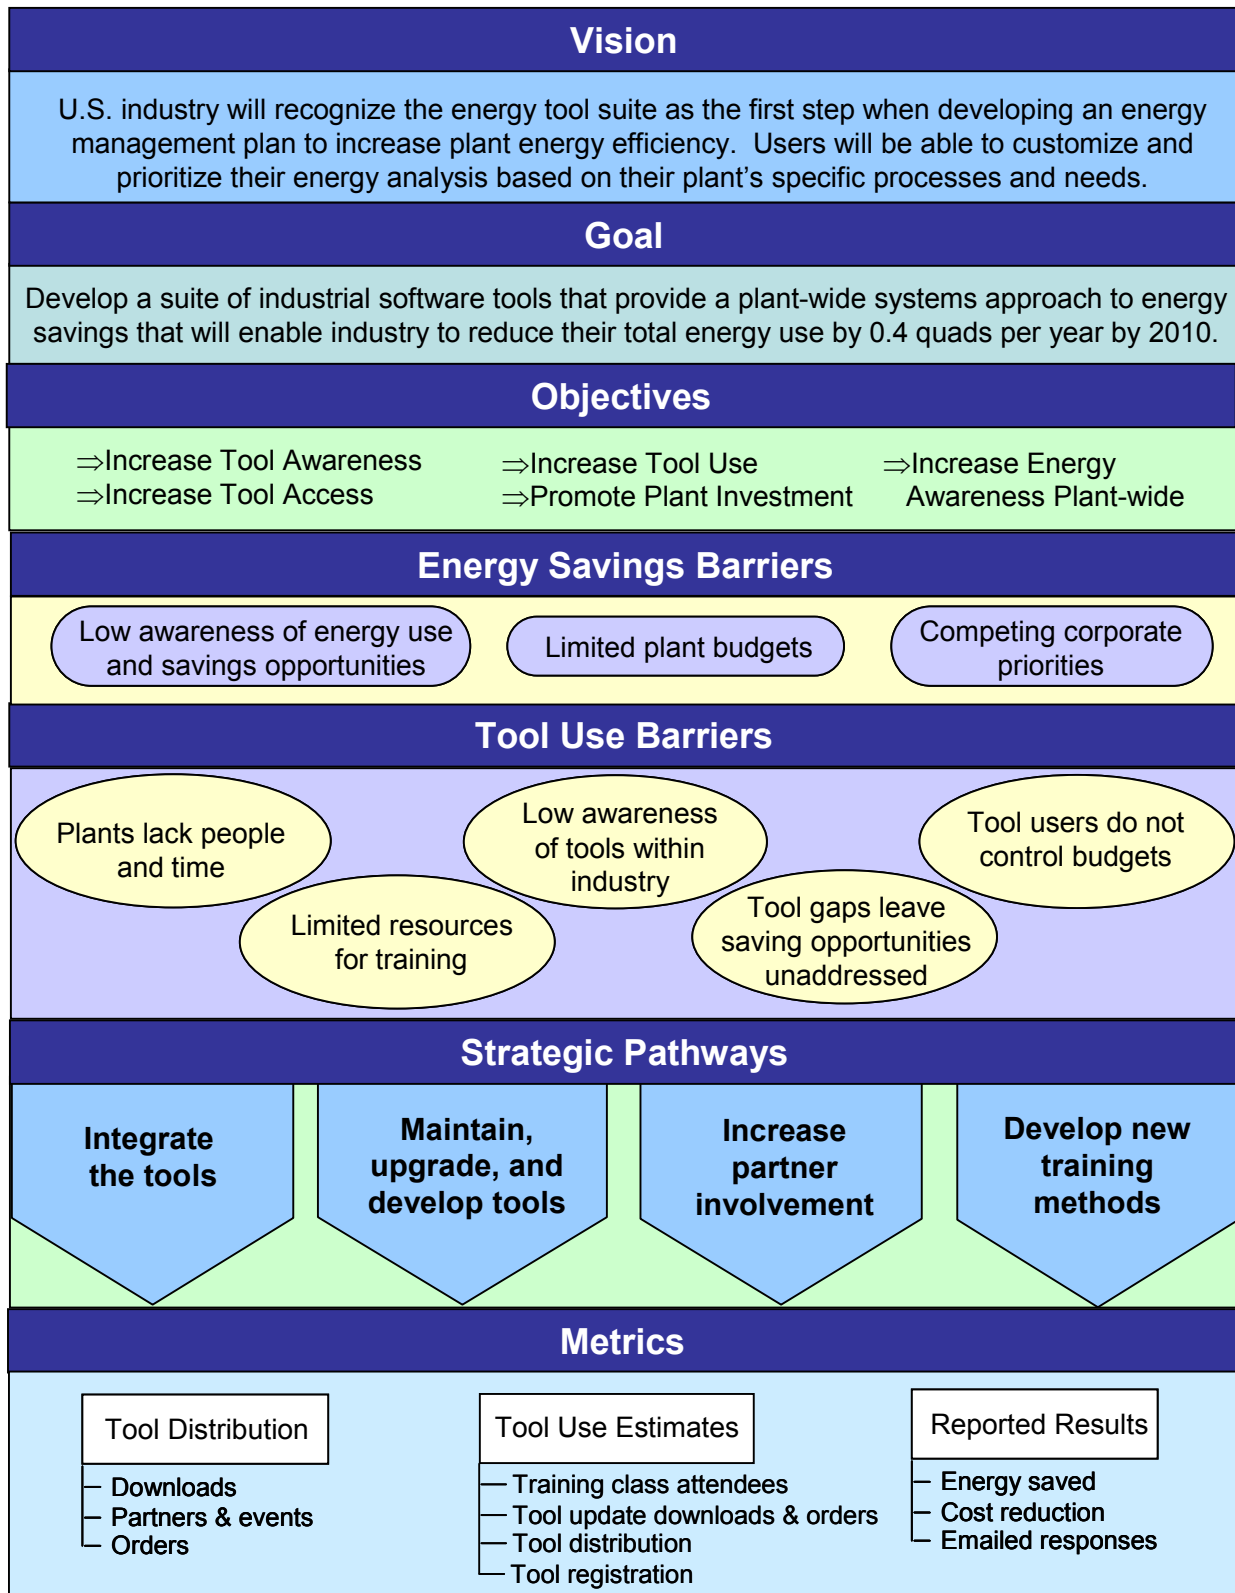 Vision
U.S. industry will recognize the energy tool suite as the first step when developing an energy
management plan to increase plant energy efficiency.  Users will be able to customize and
prioritize their energy analysis based on their plant’s specific processes and needs.
Goal
Develop a suite of industrial software tools that provide a plant-wide systems approach to energy
savings that will enable industry to reduce their total energy use by 0.4 quads per year by 2010.
Objectives
⇒Increase Tool Awareness
⇒Increase Tool Access
⇒Increase Tool Use
⇒Promote Plant Investment
⇒Increase Energy
Awareness Plant-wide
Energy Savings Barriers
Low awareness of energy use
and savings opportunities
Limited plant budgets
Competing corporate
priorities
Tool Use Barriers
Plants lack people
and time
Limited resources
for training
Low awareness
of tools within
industry
Tool gaps leave
saving opportunities
unaddressed
Tool users do not
control budgets
Strategic Pathways
Integrate
the tools
Maintain,
upgrade, and
develop tools
Increase
partner
involvement
Develop new
training
methods
Metrics
Tool Distribution
Downloads
Partners & events
Orders
Tool Use Estimates
Training class attendees
Tool update downloads & orders
Tool distribution
Tool registration
Reported Results
Energy saved
Cost reduction
Emailed responses